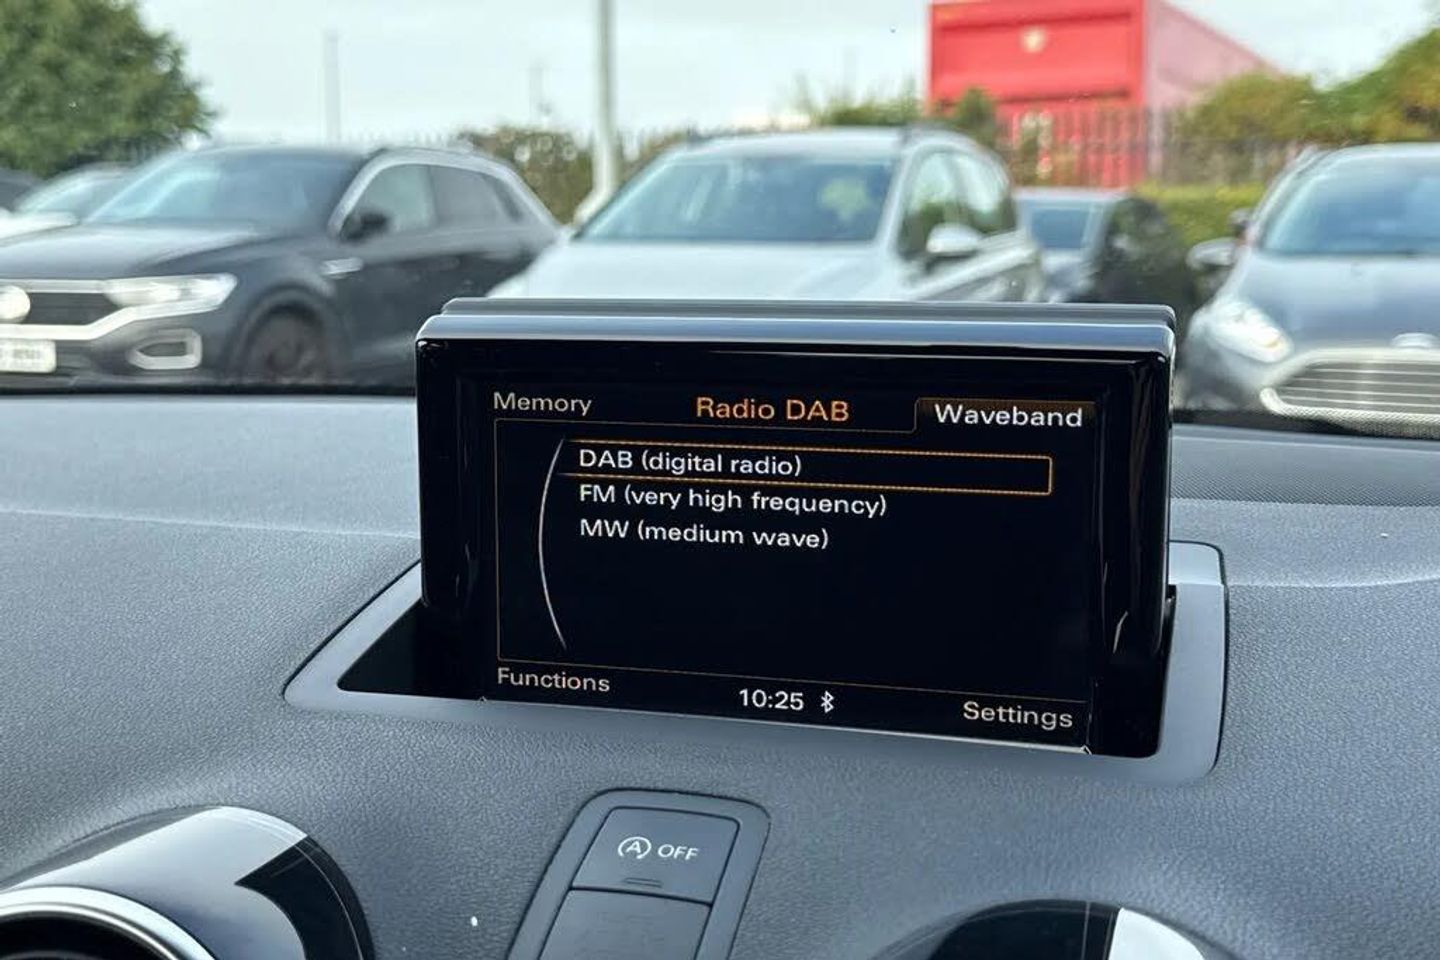 Memory
Radio DAB
Waveband
DAB (digital radio)
FM (very high frequency)
MW (medium wave)
Functions
10:25
Settings
A OFF